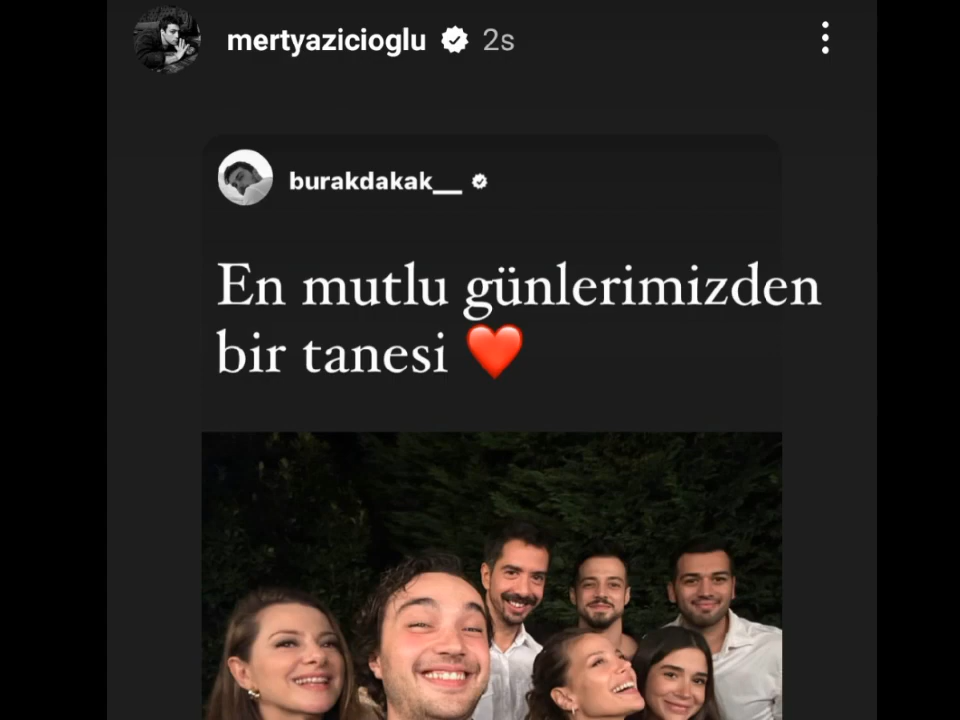 mertyazicioglu 2s
burakdakak__
En mutlu günlerimizden
bir tanesi ❤️